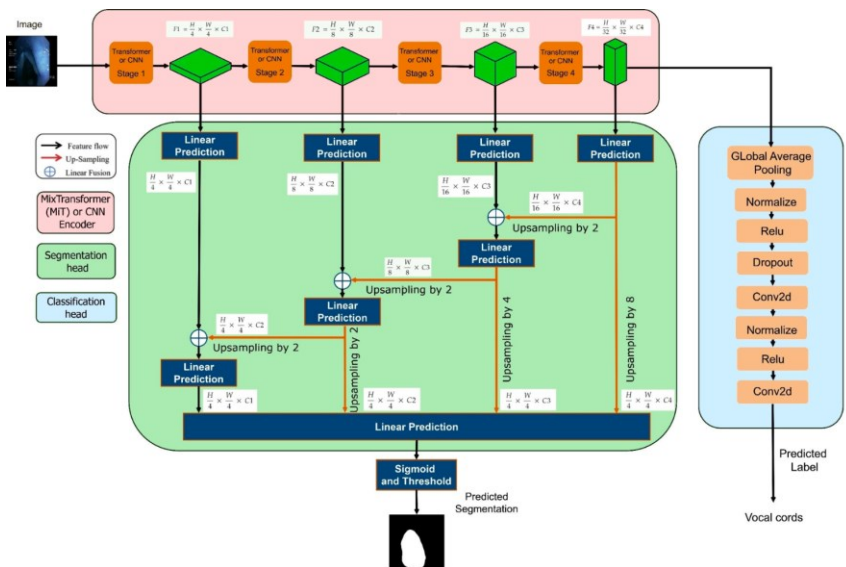 Image
F1 = H/4 × W/4 × C1
F2 = H/8 × W/8 × C2
F3 = H/16 × W/16 × C3
F4 = H/32 × W/32 × C4
Transformer
or CNN
Stage 1
Transformer
or CNN
Stage 2
Transformer
or CNN
Stage 3
Transformer
or CNN
Stage 4
Feature flow
Up-Sampling
Linear Fusion
MixTransformer
(MiT) or CNN
Encoder
Segmentation
head
Classification
head
Linear
Prediction
Linear
Prediction
Linear
Prediction
Linear
Prediction
H/4 × W/4 × C1
H/8 × W/8 × C2
H/16 × W/16 × C3
H/16 × W/16 × C4
Upsampling by 2
Linear
Prediction
H/8 × W/8 × C3
Upsampling by 2
Linear
Prediction
H/4 × W/4 × C2
Upsampling by 2
Linear
Prediction
Upsampling by 2
Upsampling by 4
Upsampling by 8
H/4 × W/4 × C1
H/4 × W/4 × C2
H/4 × W/4 × C3
H/4 × W/4 × C4
Linear Prediction
Sigmoid
and Threshold
Predicted
Segmentation
GLobal Average
Pooling
Normalize
Relu
Dropout
Conv2d
Normalize
Relu
Conv2d
Predicted
Label
Vocal cords